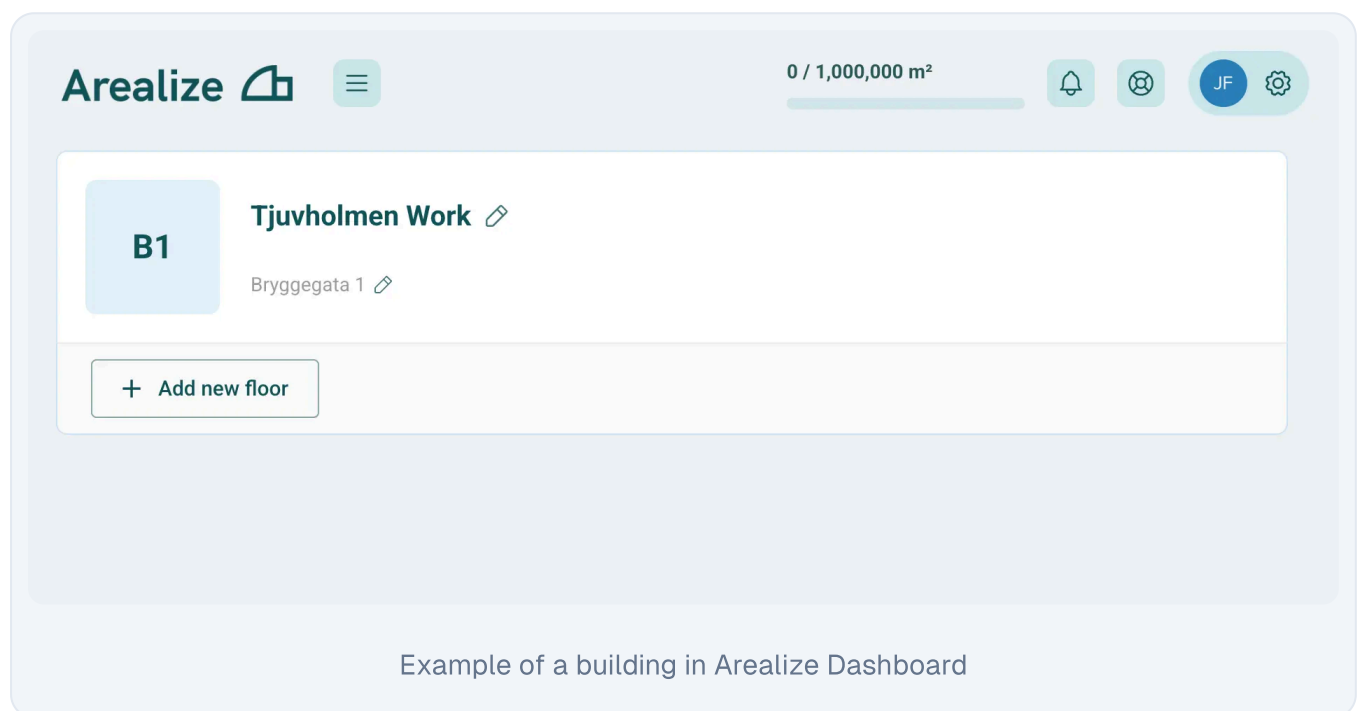 Arealize
0 / 1,000,000 m²
JF
B1
Tjuvholmen Work
Bryggegata 1
+ Add new floor
Example of a building in Arealize Dashboard